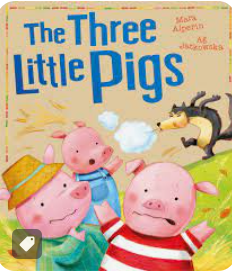 The Three
Little Pigs
Mara
Alperin
Ag
Jatkowska